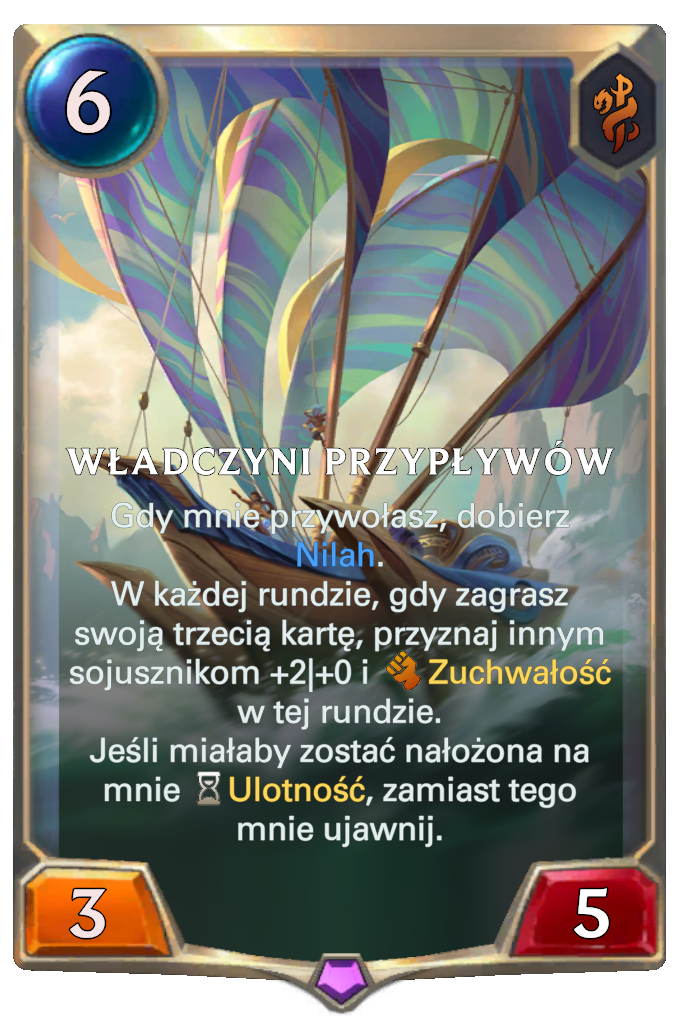 6
WŁADCZYNI PRZYPŁYWÓW
Gdy mnie przywołasz, dobierz
Nilah.
W każdej rundzie, gdy zagrasz
swoją trzecią kartę, przyznaj innym
sojusznikom +2|+0 i Zuchwałość
w tej rundzie.
Jeśli miałaby zostać nałożona na
mnie Ulotność, zamiast tego
mnie ujawnij.
3
5